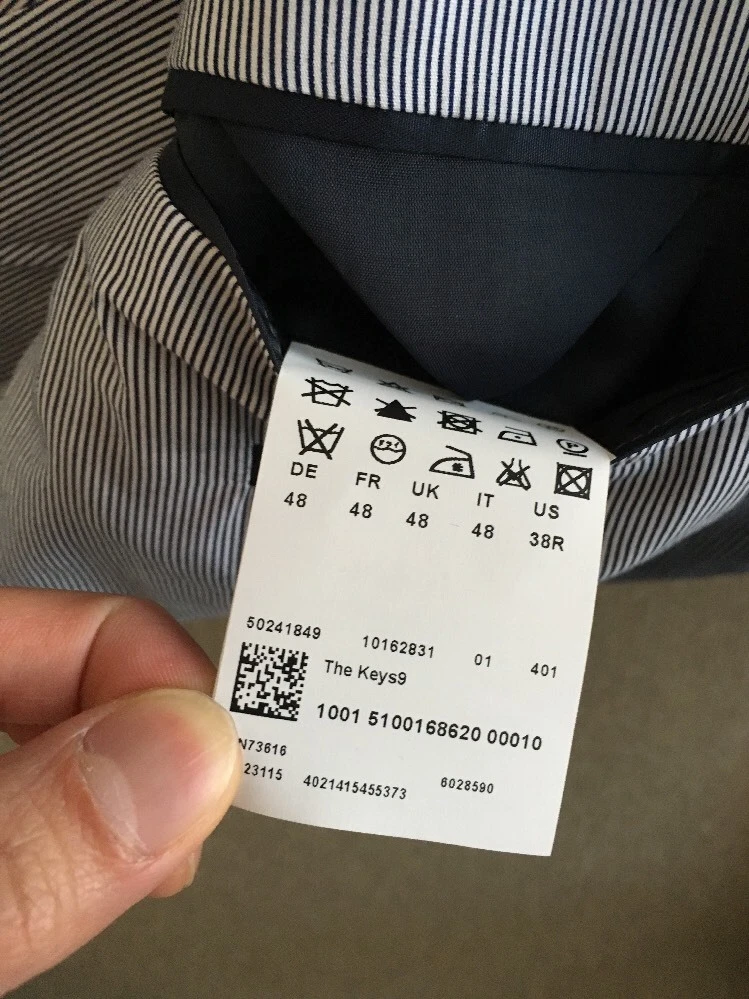 DE FR UK IT US
48 48 48 48 38R
50241849 10162831 01 401
The Keys9
1001 5100168620 00010
N73616
23115 4021415455373 6028590